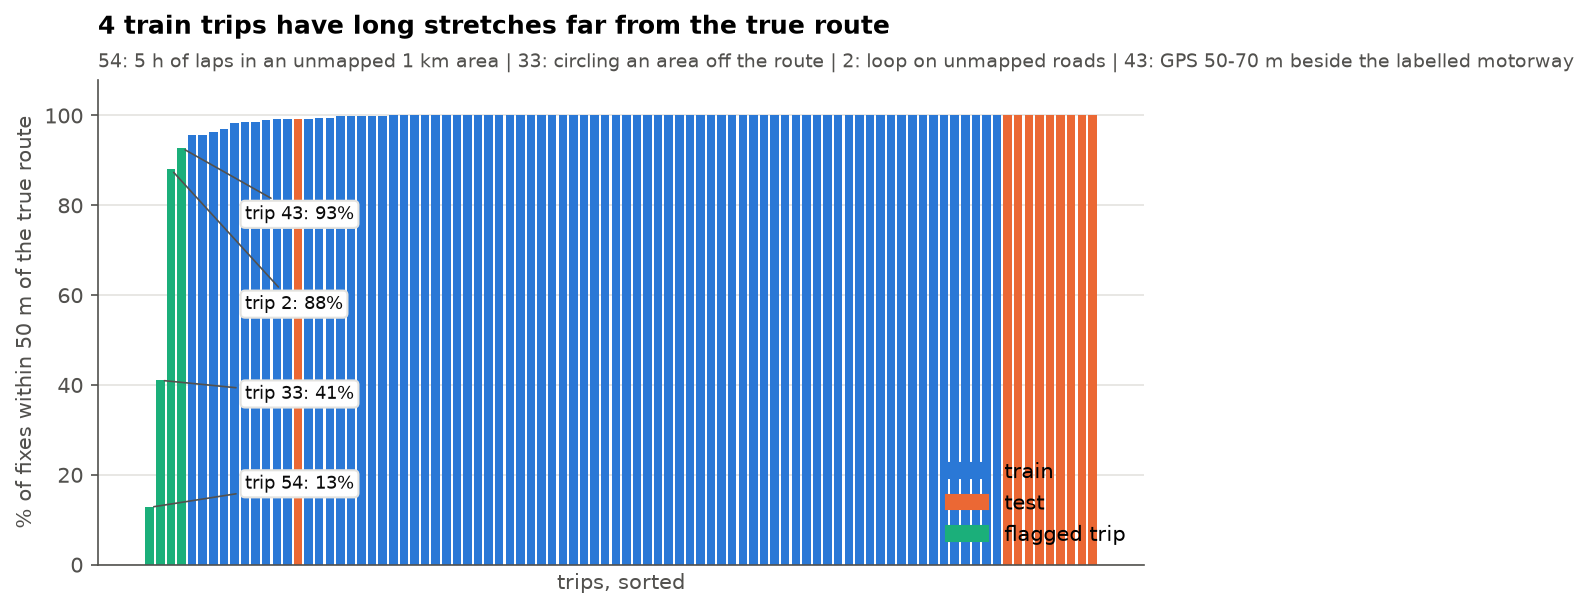 4 train trips have long stretches far from the true route
54: 5 h of laps in an unmapped 1 km area | 33: circling an area off the route | 2: loop on unmapped roads | 43: GPS 50-70 m beside the labelled motorway
% of fixes within 50 m of the true route
100
80
60
40
20
0
trip 43: 93%
trip 2: 88%
trip 33: 41%
trip 54: 13%
train
test
flagged trip
trips, sorted